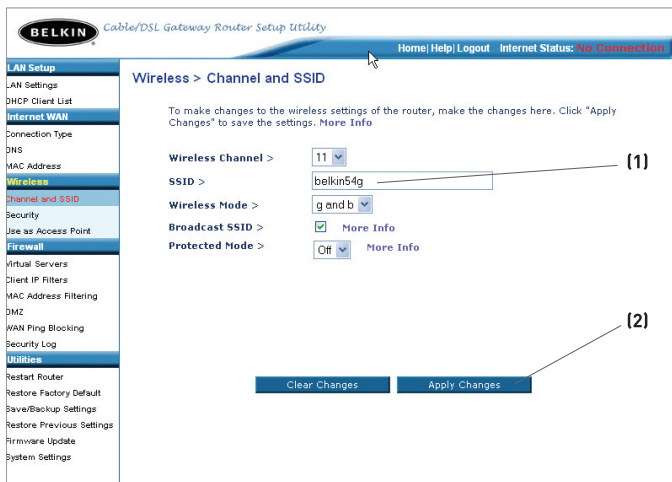 BELKIN Cable/DSL Gateway Router Setup Utility
Home| Help| Logout Internet Status: No Connection
LAN Setup
LAN Settings
DHCP Client List
Internet WAN
Connection Type
DNS
MAC Address
Wireless
Channel and SSID
Security
Use as Access Point
Firewall
Virtual Servers
Client IP Filters
MAC Address Filtering
DMZ
WAN Ping Blocking
Security Log
Utilities
Restart Router
Restore Factory Default
Save/Backup Settings
Restore Previous Settings
Firmware Update
System Settings
Wireless > Channel and SSID
To make changes to the wireless settings of the router, make the changes here. Click "Apply
Changes" to save the settings. More Info
Wireless Channel > 11
SSID > belkin54g
(1)
Wireless Mode > g and b
Broadcast SSID > More Info
Protected Mode > Off More Info
(2)
Clear Changes Apply Changes